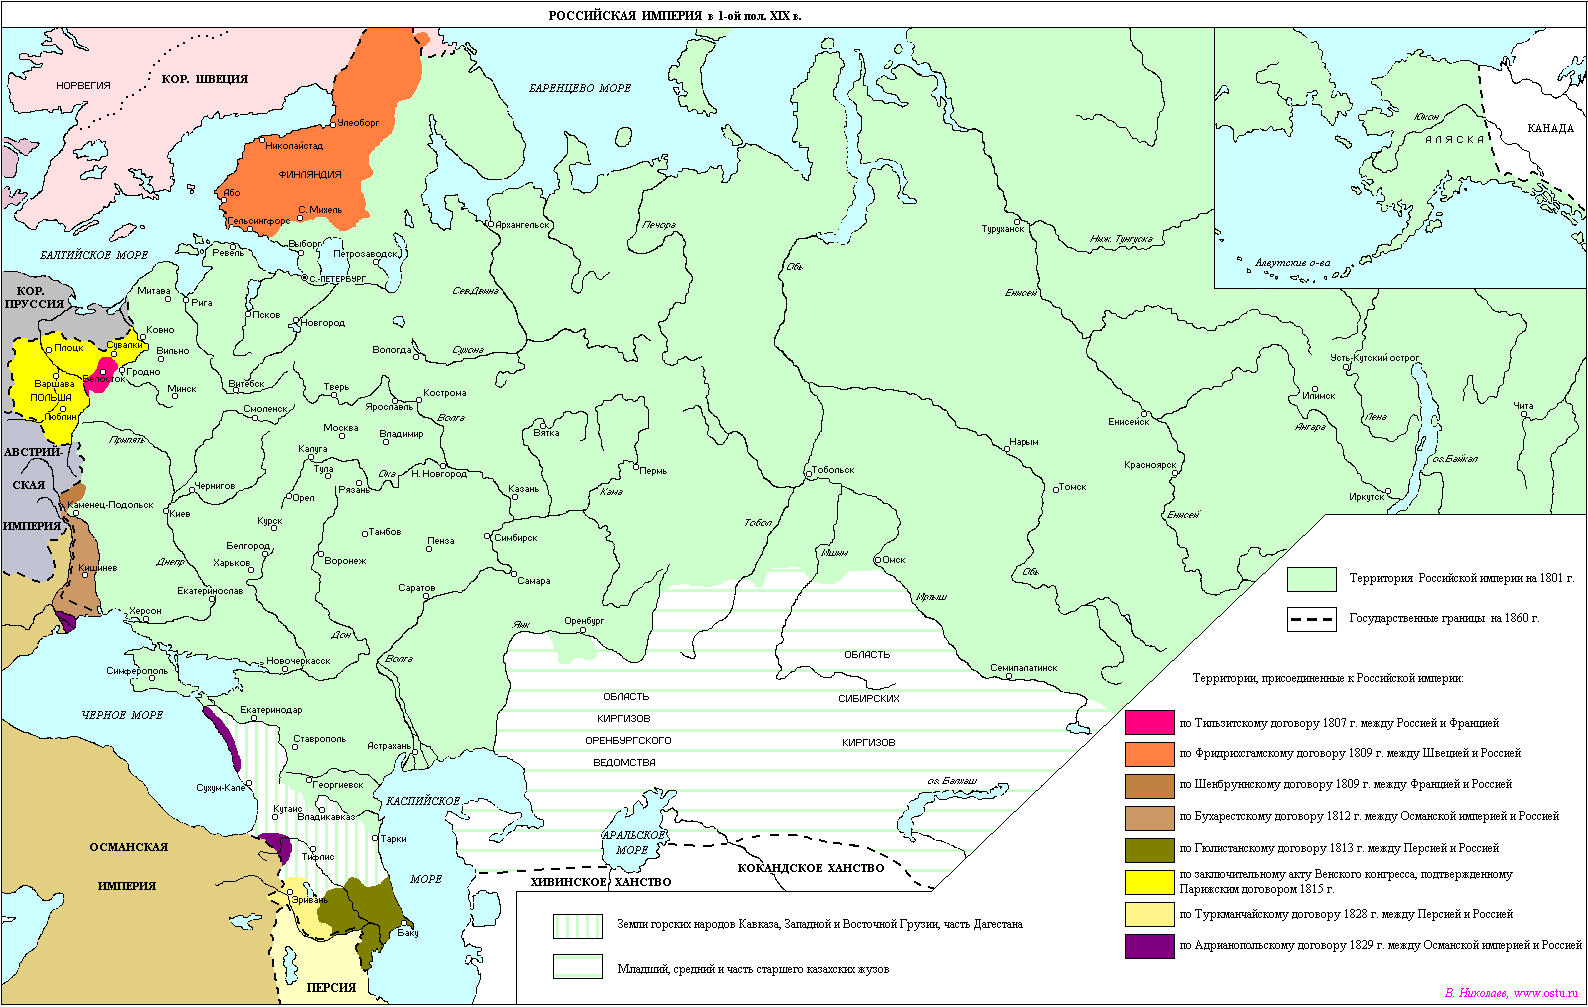 РОССИЙСКАЯ ИМПЕРИЯ в 1-ой пол. XIX в.
НОРВЕГИЯ
КОР. ШВЕЦИЯ
БАРЕНЦЕВО МОРЕ
Улеоборг
Николайстад
ФИНЛЯНДИЯ
Або
С. Михель
Гельсингфорс
Выборг
Ревель
Петрозаводск
С.-ПЕТЕРБУРГ
БАЛТИЙСКОЕ МОРЕ
Архангельск
Печора
Обь
Туруханск
Ниж. Тунгуска
Енисей
Юкон
АЛЯСКА
КАНАДА
Алеутские о-ва
КОР.
ПРУССИЯ
Митава
Рига
Псков
Новгород
Сев.Двина
Ковно
Вильно
Сувалки
Плоцк
Белосток
Гродно
Варшава
ПОЛЬША
Люблин
Минск
Витебск
Вологда
Сухона
Тверь
Ярославль
Кострома
Волга
Смоленск
Москва
Владимир
Вятка
Припять
Калуга
Тула
Рязань
Ока
Н. Новгород
Пермь
Кама
Казань
Тобольск
Нарым
Томск
Енисейск
Красноярск
Енисей
Усть-Кутский острог
Илимск
Лена
Ангара
Чита
оз.Байкал
Иркутск
АВСТРИЙ-
СКАЯ
ИМПЕРИЯ
Каменец-Подольск
Чернигов
Киев
Орел
Курск
Тамбов
Пенза
Симбирск
Тобол
Ишим
Омск
Обь
Белгород
Харьков
Воронеж
Днепр
Кишинев
Екатеринослав
Саратов
Самара
Иртыш
Херсон
Дон
Яик
Оренбург
Волга
Новочеркасск
Симферополь
ЧЕРНОЕ МОРЕ
Семипалатинск
ОБЛАСТЬ
СИБИРСКИХ
КИРГИЗОВ
ОБЛАСТЬ
КИРГИЗОВ
ОРЕНБУРГСКОГО
ВЕДОМСТВА
Екатеринодар
Ставрополь
Астрахань
Георгиевск
Сухум-Кале
Кутаис
Владикавказ
Тарки
Тифлис
Эривань
Баку
КАСПИЙСКОЕ
МОРЕ
АРАЛЬСКОЕ
МОРЕ
оз. Балхаш
ОСМАНСКАЯ
ИМПЕРИЯ
ПЕРСИЯ
ХИВИНСКОЕ ХАНСТВО
КОКАНДСКОЕ ХАНСТВО
Земли горских народов Кавказа, Западной и Восточной Грузии, часть Дагестана
Младший, средний и часть старшего казахских жузов
Территория Российской империи на 1801 г.
Государственные границы на 1860 г.
Территории, присоединенные к Российской империи:
по Тильзитскому договору 1807 г. между Россией и Францией
по Фридрихсгамскому договору 1809 г. между Швецией и Россией
по Шенбруннскому договору 1809 г. между Францией и Россией
по Бухарестскому договору 1812 г. между Османской империей и Россией
по Гюлистанскому договору 1813 г. между Персией и Россией
по заключительному акту Венского конгресса, подтвержденному
Парижским договором 1815 г.
по Туркманчайскому договору 1828 г. между Персией и Россией
по Адрианопольскому договору 1829 г. между Османской империей и Россией
В. Николаев, www.ostu.ru